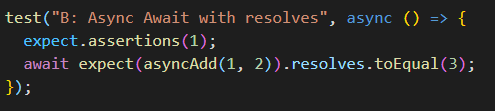 test("B: Async Await with resolves", async () => {
  expect.assertions(1);
  await expect(asyncAdd(1, 2)).resolves.toEqual(3);
});